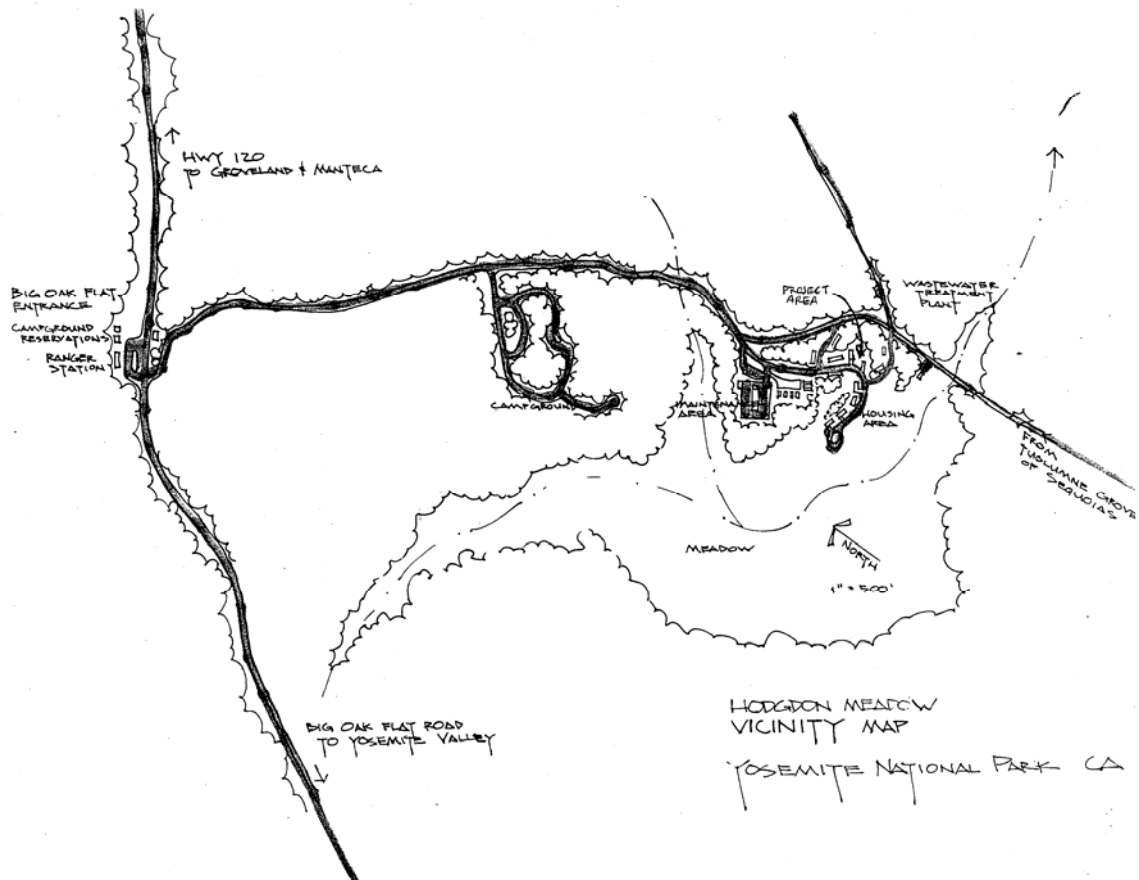 HWY 120
TO GROVELAND & MANTECA
BIG OAK FLAT
ENTRANCE
CAMPGROUND
RESERVATIONS
RANGER
STATION
CAMPGROUND
PROJECT
AREA
WASTEWATER
TREATMENT
PLANT
MAINTENANCE
AREA
HOUSING
AREA
FROM
TUOLUMNE GROVE
OF SEQUOIAS
MEADOW
NORTH
1" = 500'
BIG OAK FLAT ROAD
TO YOSEMITE VALLEY
HODGDON MEADOW
VICINITY MAP
YOSEMITE NATIONAL PARK CA